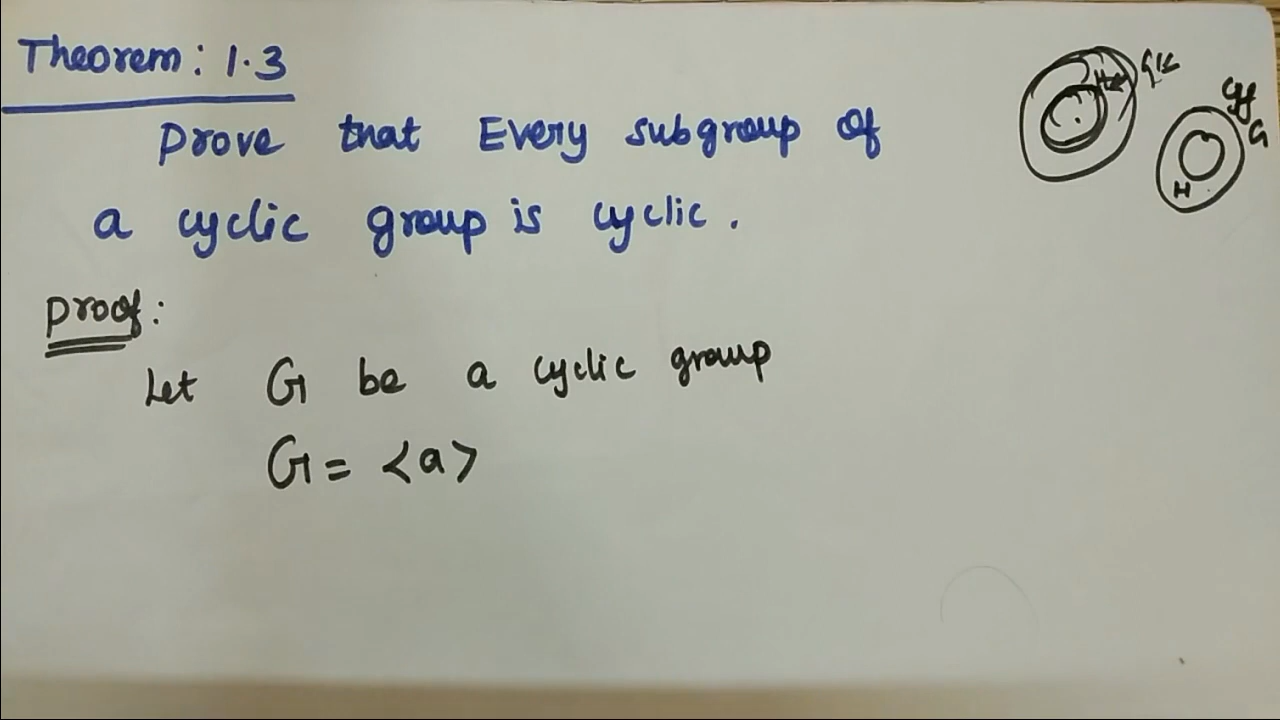 Theorem: 1.3
Prove that Every subgroup of
a cyclic group is cyclic.
Proof:
Let G be a cyclic group
G = <a>
H
G
H